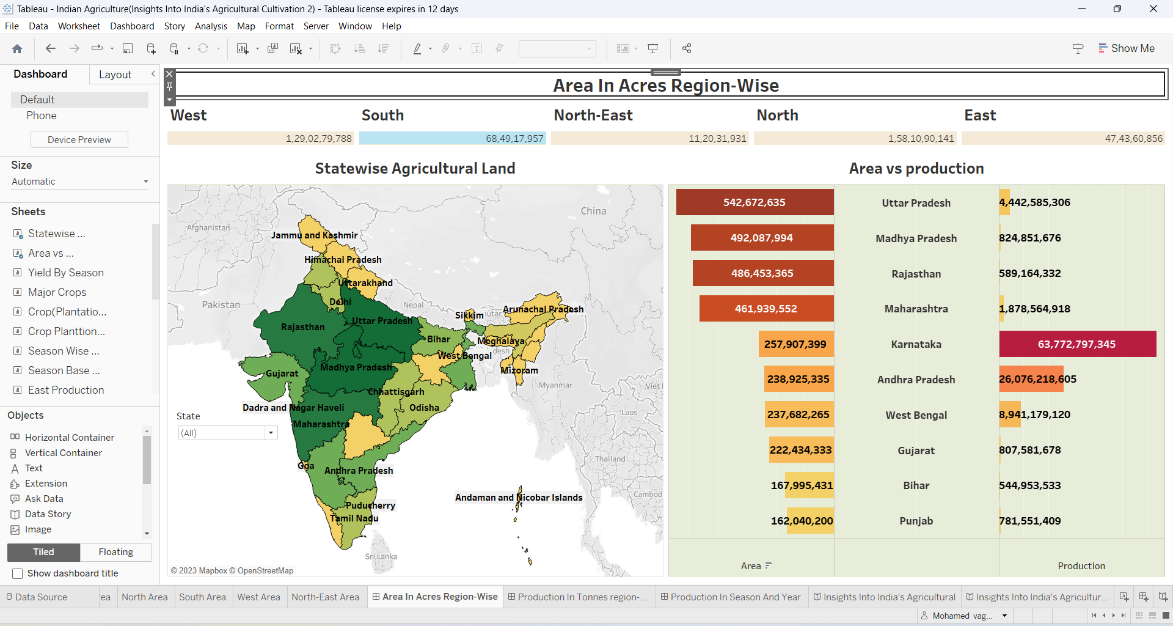 Tableau - Indian Agriculture(Insights Into India's Agricultural Cultivation 2) - Tableau license expires in 12 days
File Data Worksheet Dashboard Story Analysis Map Format Server Window Help
Show Me
Dashboard Layout
Default
Phone
Device Preview
Size
Automatic
Sheets
Statewise ...
Area vs ...
Yield By Season
Major Crops
Crop(Plantatio...
Crop Planttion...
Season Wise ...
Season Base ...
East Production
Objects
Horizontal Container
Vertical Container
Text
Extension
Ask Data
Data Story
Image
Tiled Floating
Show dashboard title
Area In Acres Region-Wise
West South North-East North East
1,29,02,79,788 68,49,17,957 11,20,31,931 1,58,10,90,141 47,43,60,856
Statewise Agricultural Land
China
Afghanistan
Jammu and Kashmir
Himachal Pradesh
Uttarakhand
Pakistan
Delhi
Nepal
Sikkim
Arunachal Pradesh
Rajasthan
Uttar Pradesh
Bihar
Meghalaya
West Bengal
Madhya Pradesh
Mizoram
Gujarat
Myanmar
Chhattisgarh
Dadra and Nagar Haveli
Odisha
Laos
State
(All)
Maharashtra
Thailand
Goa
Andhra Pradesh
Andaman and Nicobar Islands
Puducherry
Tamil Nadu
Sri Lanka
© 2023 Mapbox © OpenStreetMap
Area vs production
542,672,635 Uttar Pradesh 4,442,585,306
492,087,994 Madhya Pradesh 824,851,676
486,453,365 Rajasthan 589,164,332
461,939,552 Maharashtra 1,878,564,918
257,907,399 Karnataka 63,772,797,345
238,925,335 Andhra Pradesh 26,076,218,605
237,682,265 West Bengal 8,941,179,120
222,434,333 Gujarat 807,581,678
167,995,431 Bihar 544,953,533
162,040,200 Punjab 781,551,409
Area Production
Data Source ea North Area South Area West Area North-East Area Area In Acres Region-Wise Production In Tonnes region-... Production In Season And Year Insights Into India's Agricultural Insights Into India's Agricultur...
Mohamed vag...